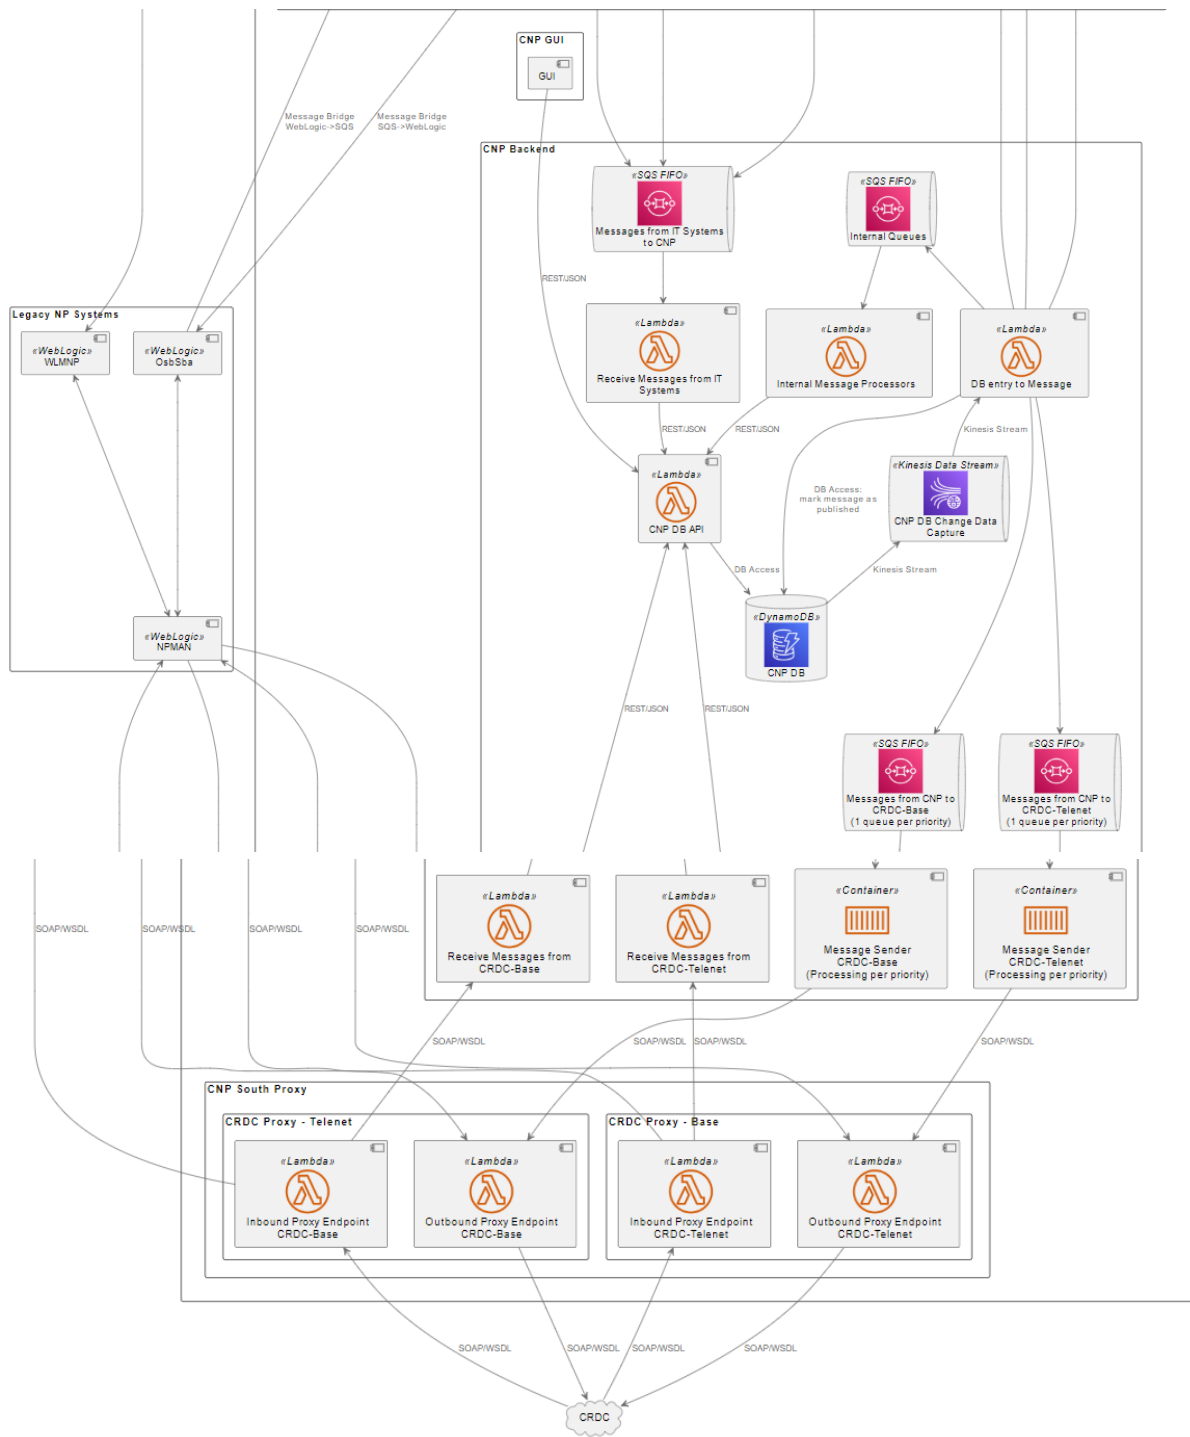 CNP GUI
GUI
Message Bridge
WebLogic->SQS
Message Bridge
SQS->WebLogic
CNP Backend
«SQS FIFO»
Messages from IT Systems
to CNP
«SQS FIFO»
Internal Queues
REST/JSON
Legacy NP Systems
«WebLogic»
WLMNP
«WebLogic»
OsbSba
«Lambda»
Receive Messages from IT
Systems
«Lambda»
Internal Message Processors
«Lambda»
DB entry to Message
REST/JSON
REST/JSON
Kinesis Stream
«Lambda»
CNP DB API
DB Access:
mark message as
published
«Kinesis Data Stream»
CNP DB Change Data
Capture
DB Access
Kinesis Stream
«WebLogic»
NPMAN
«DynamoDB»
CNP DB
REST/JSON
REST/JSON
«SQS FIFO»
Messages from CNP to
CRDC-Base
(1 queue per priority)
«SQS FIFO»
Messages from CNP to
CRDC-Telenet
(1 queue per priority)
SOAP/WSDL
SOAP/WSDL
SOAP/WSDL
SOAP/WSDL
«Lambda»
Receive Messages from
CRDC-Base
«Lambda»
Receive Messages from
CRDC-Telenet
«Container»
Message Sender
CRDC-Base
(Processing per priority)
«Container»
Message Sender
CRDC-Telenet
(Processing per priority)
SOAP/WSDL
SOAP/WSDL
SOAP/WSDL
SOAP/WSDL
CNP South Proxy
CRDC Proxy - Telenet
CRDC Proxy - Base
«Lambda»
Inbound Proxy Endpoint
CRDC-Base
«Lambda»
Outbound Proxy Endpoint
CRDC-Base
«Lambda»
Inbound Proxy Endpoint
CRDC-Telenet
«Lambda»
Outbound Proxy Endpoint
CRDC-Telenet
SOAP/WSDL
SOAP/WSDL
SOAP/WSDL
SOAP/WSDL
CRDC